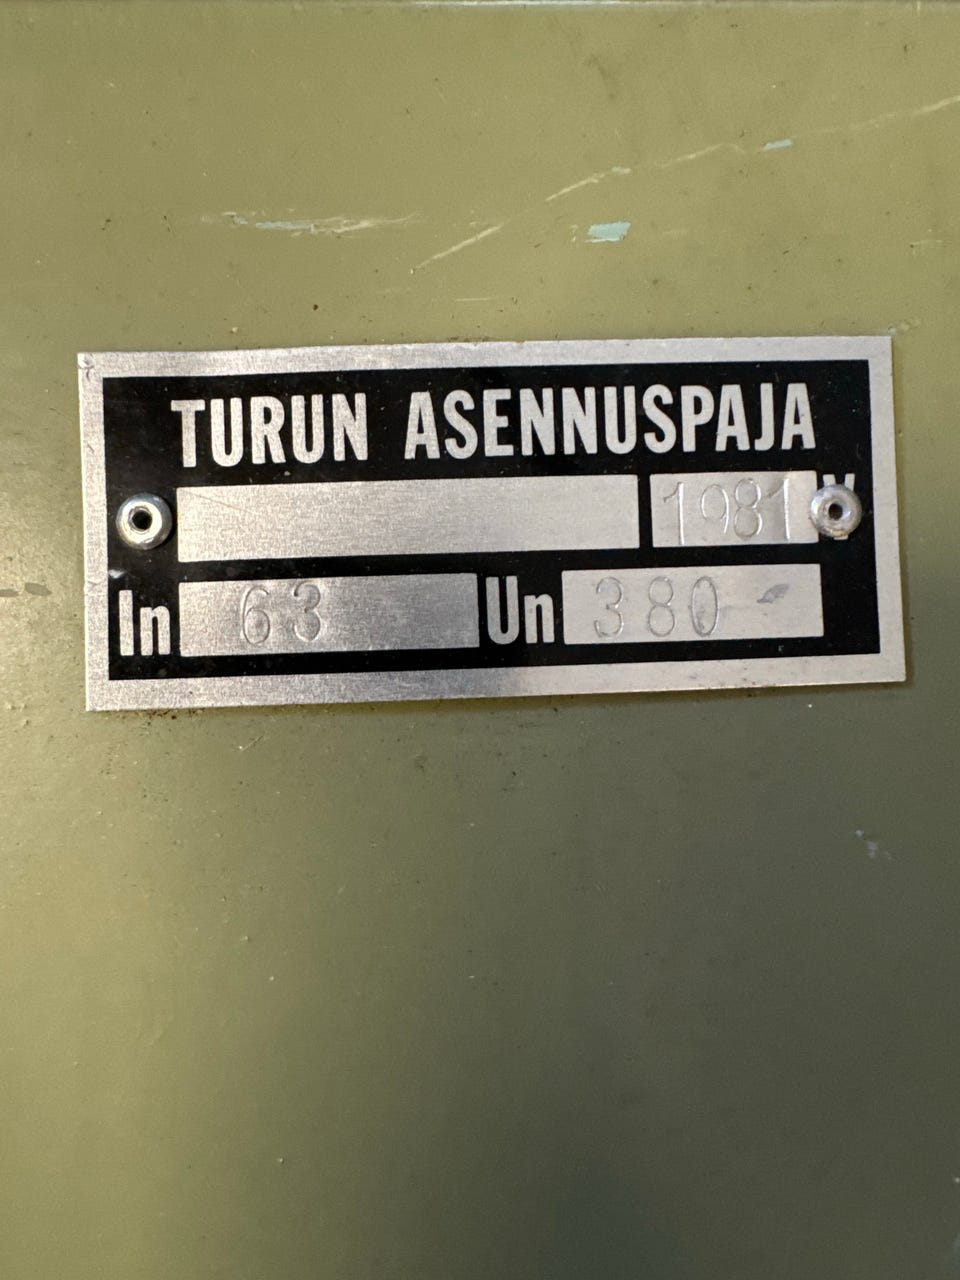 TURUN ASENNUSPAJA
1981 V
In 63 Un 380